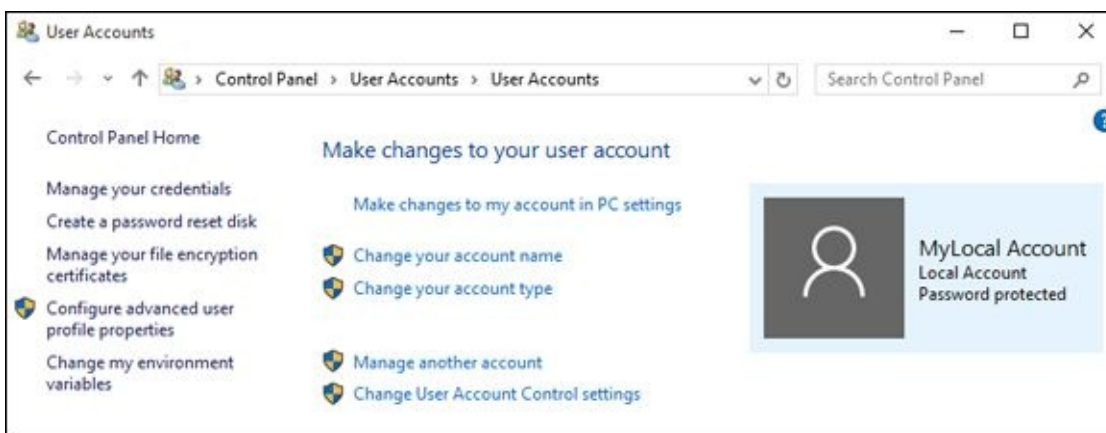 User Accounts
Control Panel › User Accounts › User Accounts
Search Control Panel
?
Control Panel Home
Manage your credentials
Create a password reset disk
Manage your file encryption
certificates
Configure advanced user
profile properties
Change my environment
variables
Make changes to your user account
Make changes to my account in PC settings
Change your account name
Change your account type
Manage another account
Change User Account Control settings
MyLocal Account
Local Account
Password protected